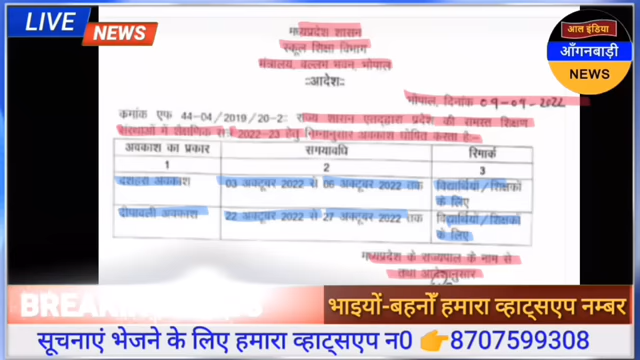 LIVE
NEWS
आल इंडिया
आँगनबाड़ी
NEWS
मध्यप्रदेश शासन
स्कूल शिक्षा विभाग
मंत्रालय, वल्लभ भवन, भोपाल
::आदेश::
भोपाल, दिनांक 09-09-2022
क्रमांक एफ 44-04/2019/20-2:: राज्य शासन एतद्द्वारा प्रदेश की समस्त शिक्षण
संस्थाओं में शैक्षणिक सत्र 2022-23 हेतु निम्नानुसार अवकाश घोषित करता है:-
अवकाश का प्रकार समयावधि रिमार्क
1 2 3
दशहरा अवकाश 03 अक्टूबर 2022 से 06 अक्टूबर 2022 तक विद्यार्थियों/शिक्षकों
के लिए
दीपावली अवकाश 22 अक्टूबर 2022 से 27 अक्टूबर 2022 तक विद्यार्थियों/शिक्षकों
के लिए
मध्यप्रदेश के राज्यपाल के नाम से
तथा आदेशानुसार
भाइयों-बहनोँ हमारा व्हाट्सएप नम्बर
सूचनाएं भेजने के लिए हमारा व्हाट्सएप न0 👉8707599308